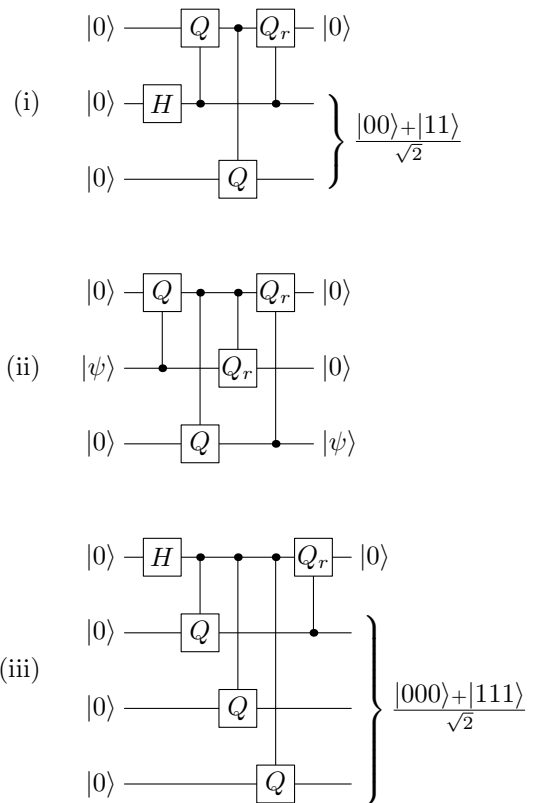 |0⟩ Q Q_r |0⟩
(i) |0⟩ H |00⟩+|11⟩ / √2
|0⟩ Q
|0⟩ Q Q_r |0⟩
(ii) |ψ⟩ Q_r |0⟩
|0⟩ Q |ψ⟩
|0⟩ H Q_r |0⟩
|0⟩ Q
(iii) |000⟩+|111⟩ / √2
|0⟩ Q
|0⟩ Q